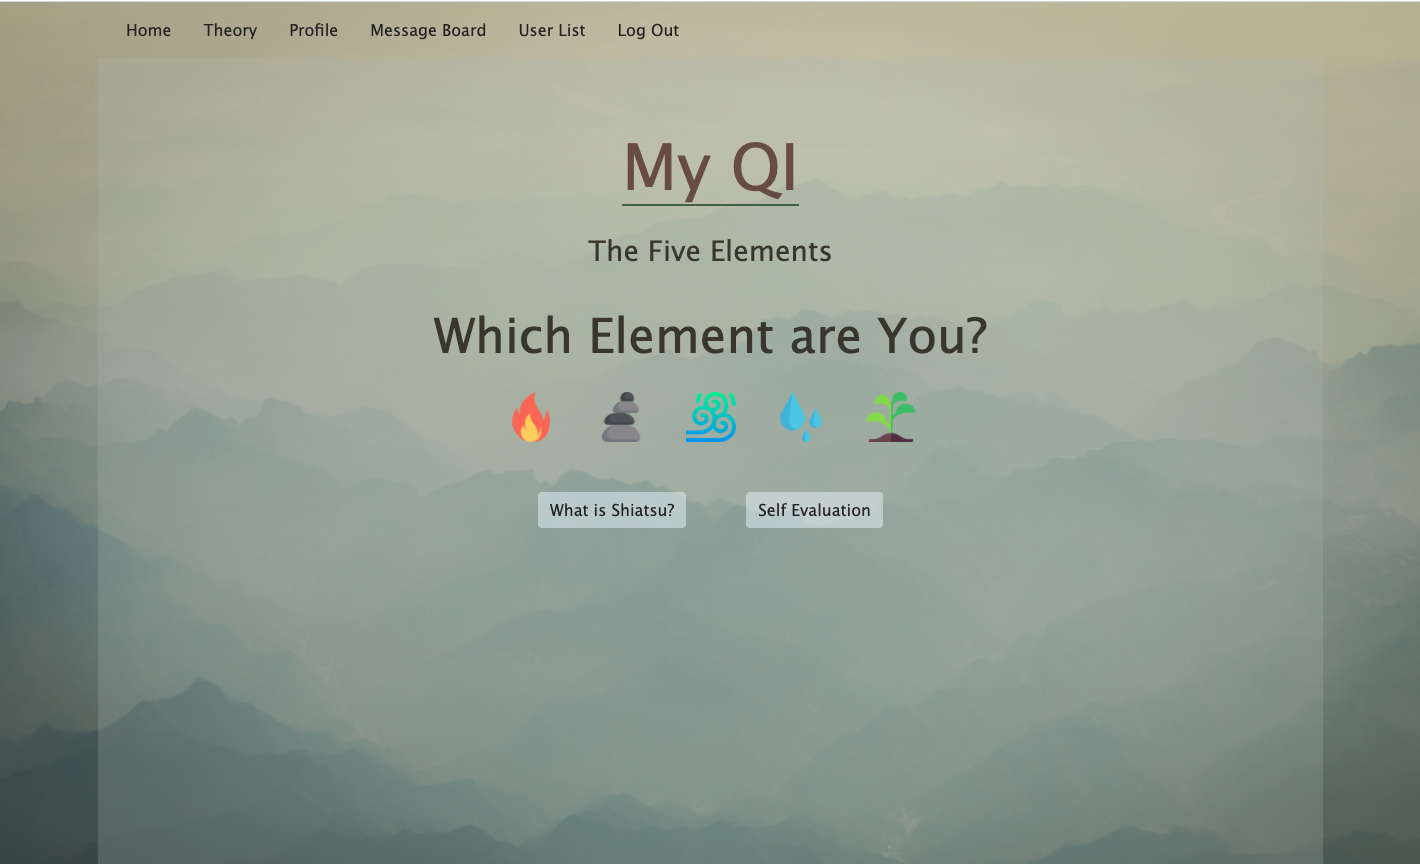 Home Theory Profile Message Board User List Log Out
My QI
The Five Elements
Which Element are You?
What is Shiatsu? Self Evaluation